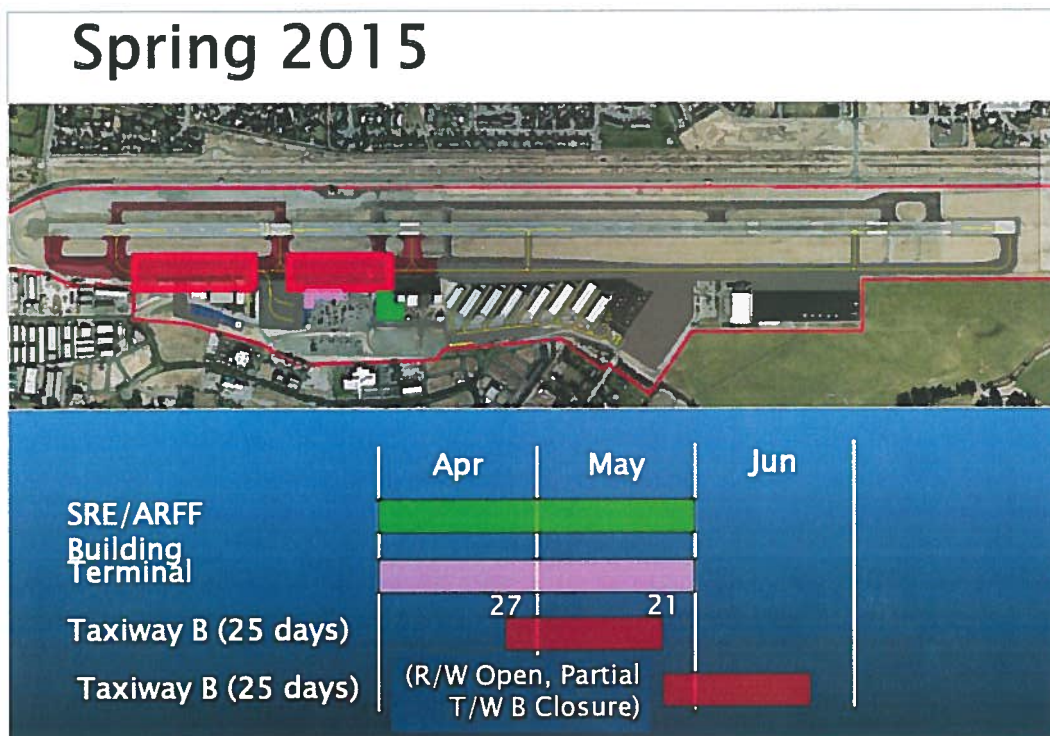 Spring 2015
Apr May Jun
SRE/ARFF
Building
Terminal
27 21
Taxiway B (25 days)
Taxiway B (25 days)
(R/W Open, Partial
T/W B Closure)